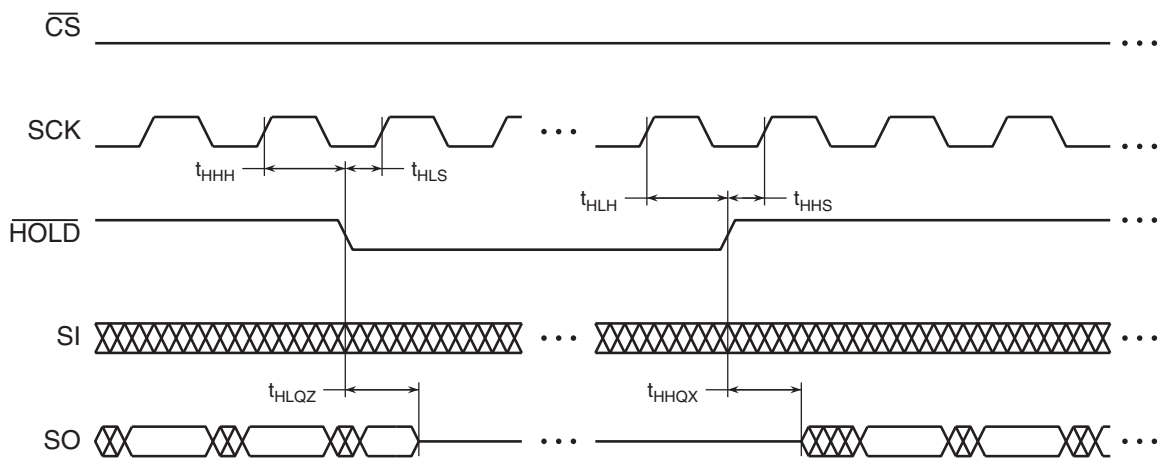 CS
SCK
tHHH
tHLS
tHLH
tHHS
HOLD
SI
tHLQZ
tHHQX
SO